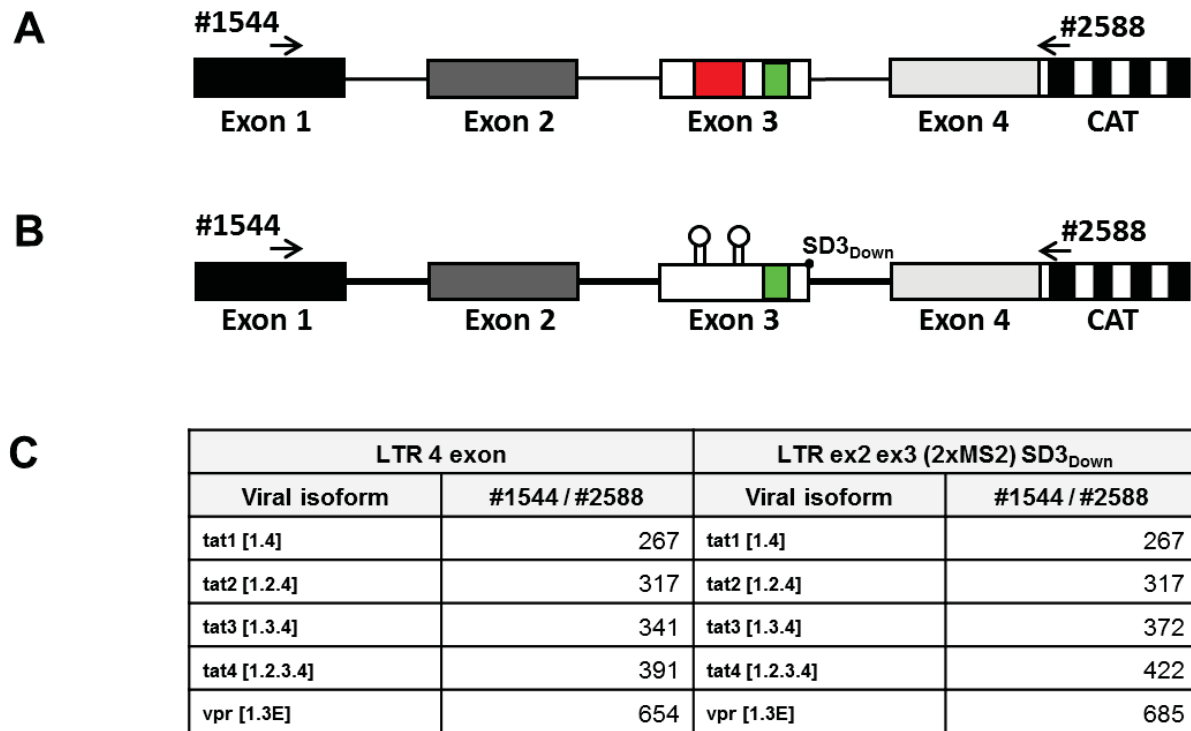 A
#1544
#2588
Exon 1 Exon 2 Exon 3 Exon 4 CAT
B
#1544
SD3Down
#2588
Exon 1 Exon 2 Exon 3 Exon 4 CAT
C
LTR 4 exon LTR ex2 ex3 (2xMS2) SD3Down
Viral isoform #1544 / #2588 Viral isoform #1544 / #2588
tat1 [1.4] 267 tat1 [1.4] 267
tat2 [1.2.4] 317 tat2 [1.2.4] 317
tat3 [1.3.4] 341 tat3 [1.3.4] 372
tat4 [1.2.3.4] 391 tat4 [1.2.3.4] 422
vpr [1.3E] 654 vpr [1.3E] 685